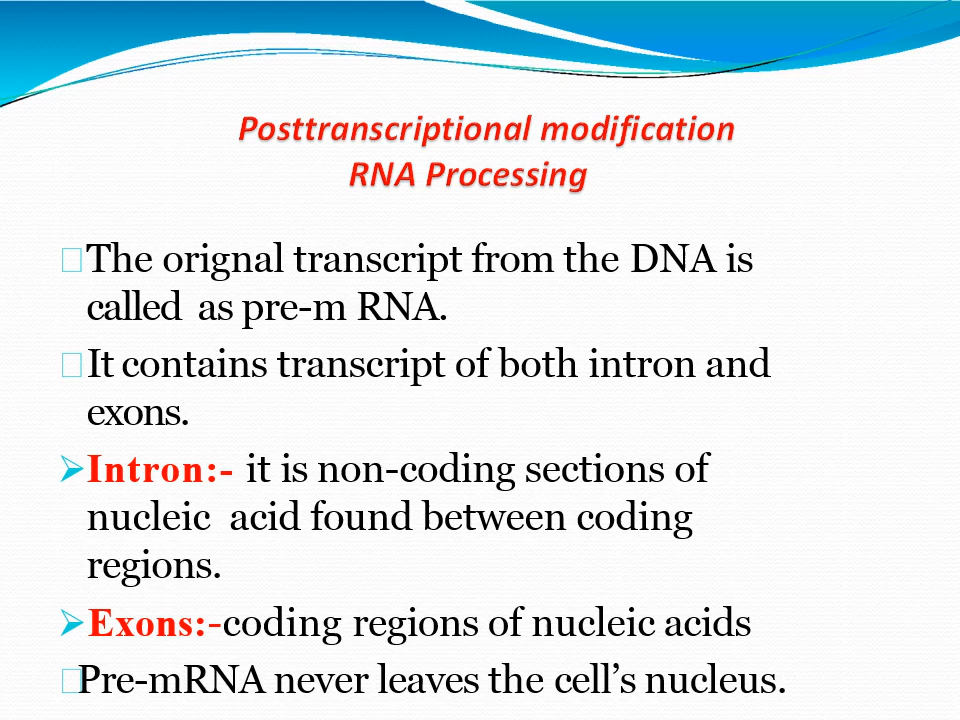 Posttranscriptional modification
RNA Processing
The orignal transcript from the DNA is
called as pre-m RNA.
It contains transcript of both intron and
exons.
Intron:- it is non-coding sections of
nucleic acid found between coding
regions.
Exons:-coding regions of nucleic acids
Pre-mRNA never leaves the cell’s nucleus.